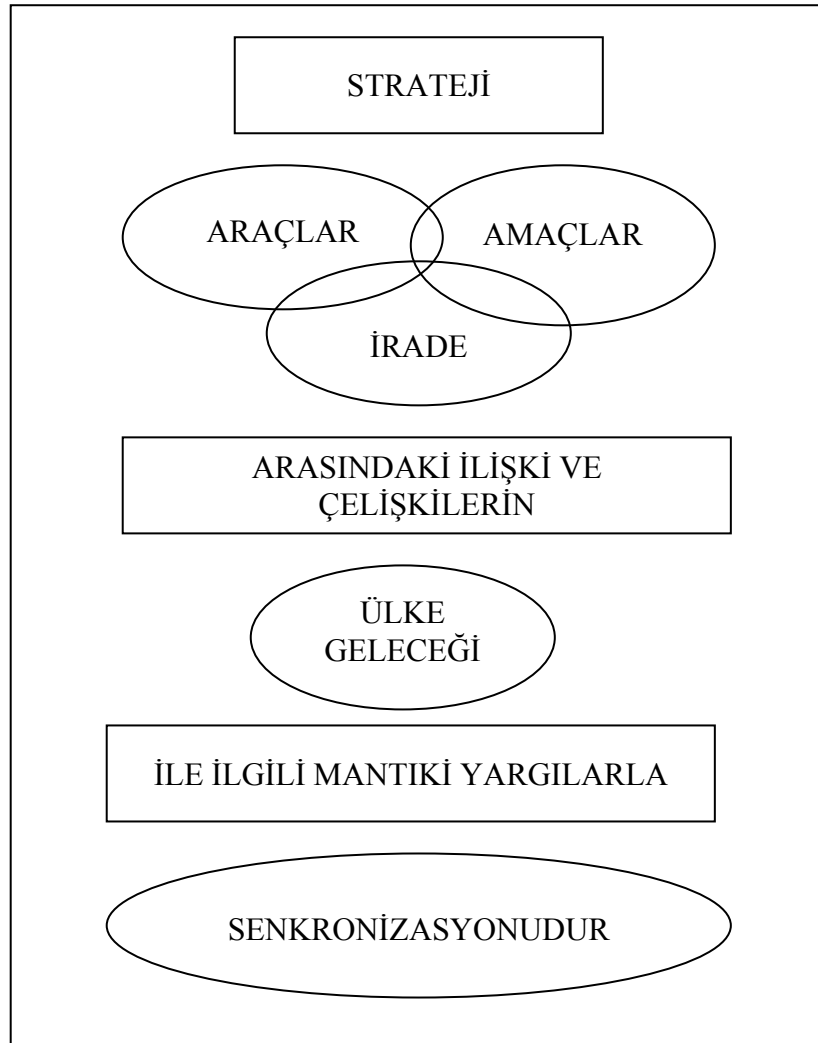 STRATEJİ
ARAÇLAR
AMAÇLAR
İRADE
ARASINDAKİ İLİŞKİ VE
ÇELİŞKİLERİN
ÜLKE
GELECEĞİ
İLE İLGİLİ MANTIKİ YARGILARLA
SENKRONİZASYONUDUR